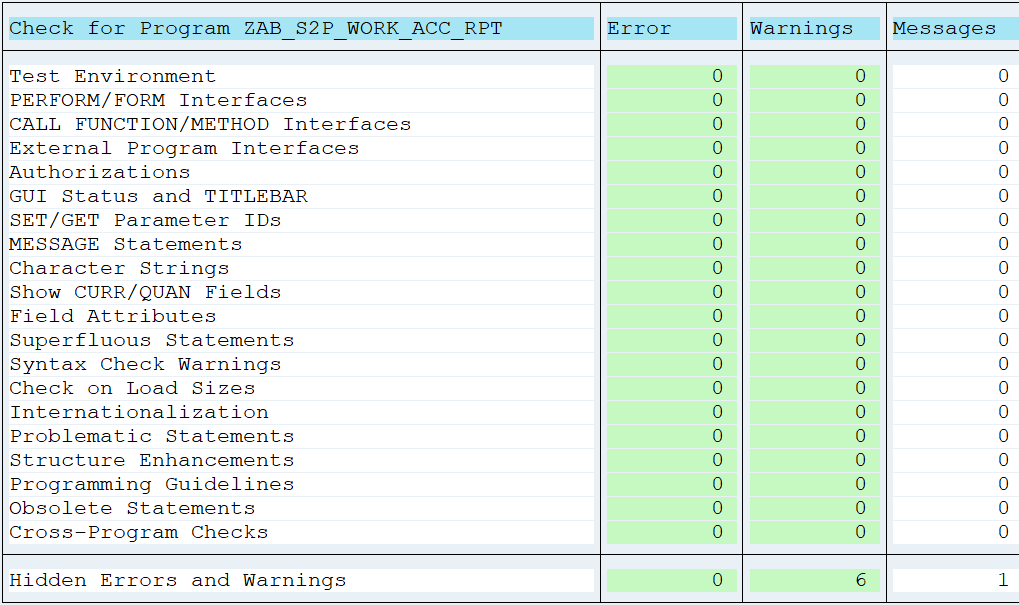 Check for Program ZAB_S2P_WORK_ACC_RPT Error Warnings Messages
Test Environment 0 0 0
PERFORM/FORM Interfaces 0 0 0
CALL FUNCTION/METHOD Interfaces 0 0 0
External Program Interfaces 0 0 0
Authorizations 0 0 0
GUI Status and TITLEBAR 0 0 0
SET/GET Parameter IDs 0 0 0
MESSAGE Statements 0 0 0
Character Strings 0 0 0
Show CURR/QUAN Fields 0 0 0
Field Attributes 0 0 0
Superfluous Statements 0 0 0
Syntax Check Warnings 0 0 0
Check on Load Sizes 0 0 0
Internationalization 0 0 0
Problematic Statements 0 0 0
Structure Enhancements 0 0 0
Programming Guidelines 0 0 0
Obsolete Statements 0 0 0
Cross-Program Checks 0 0 0
Hidden Errors and Warnings 0 6 1